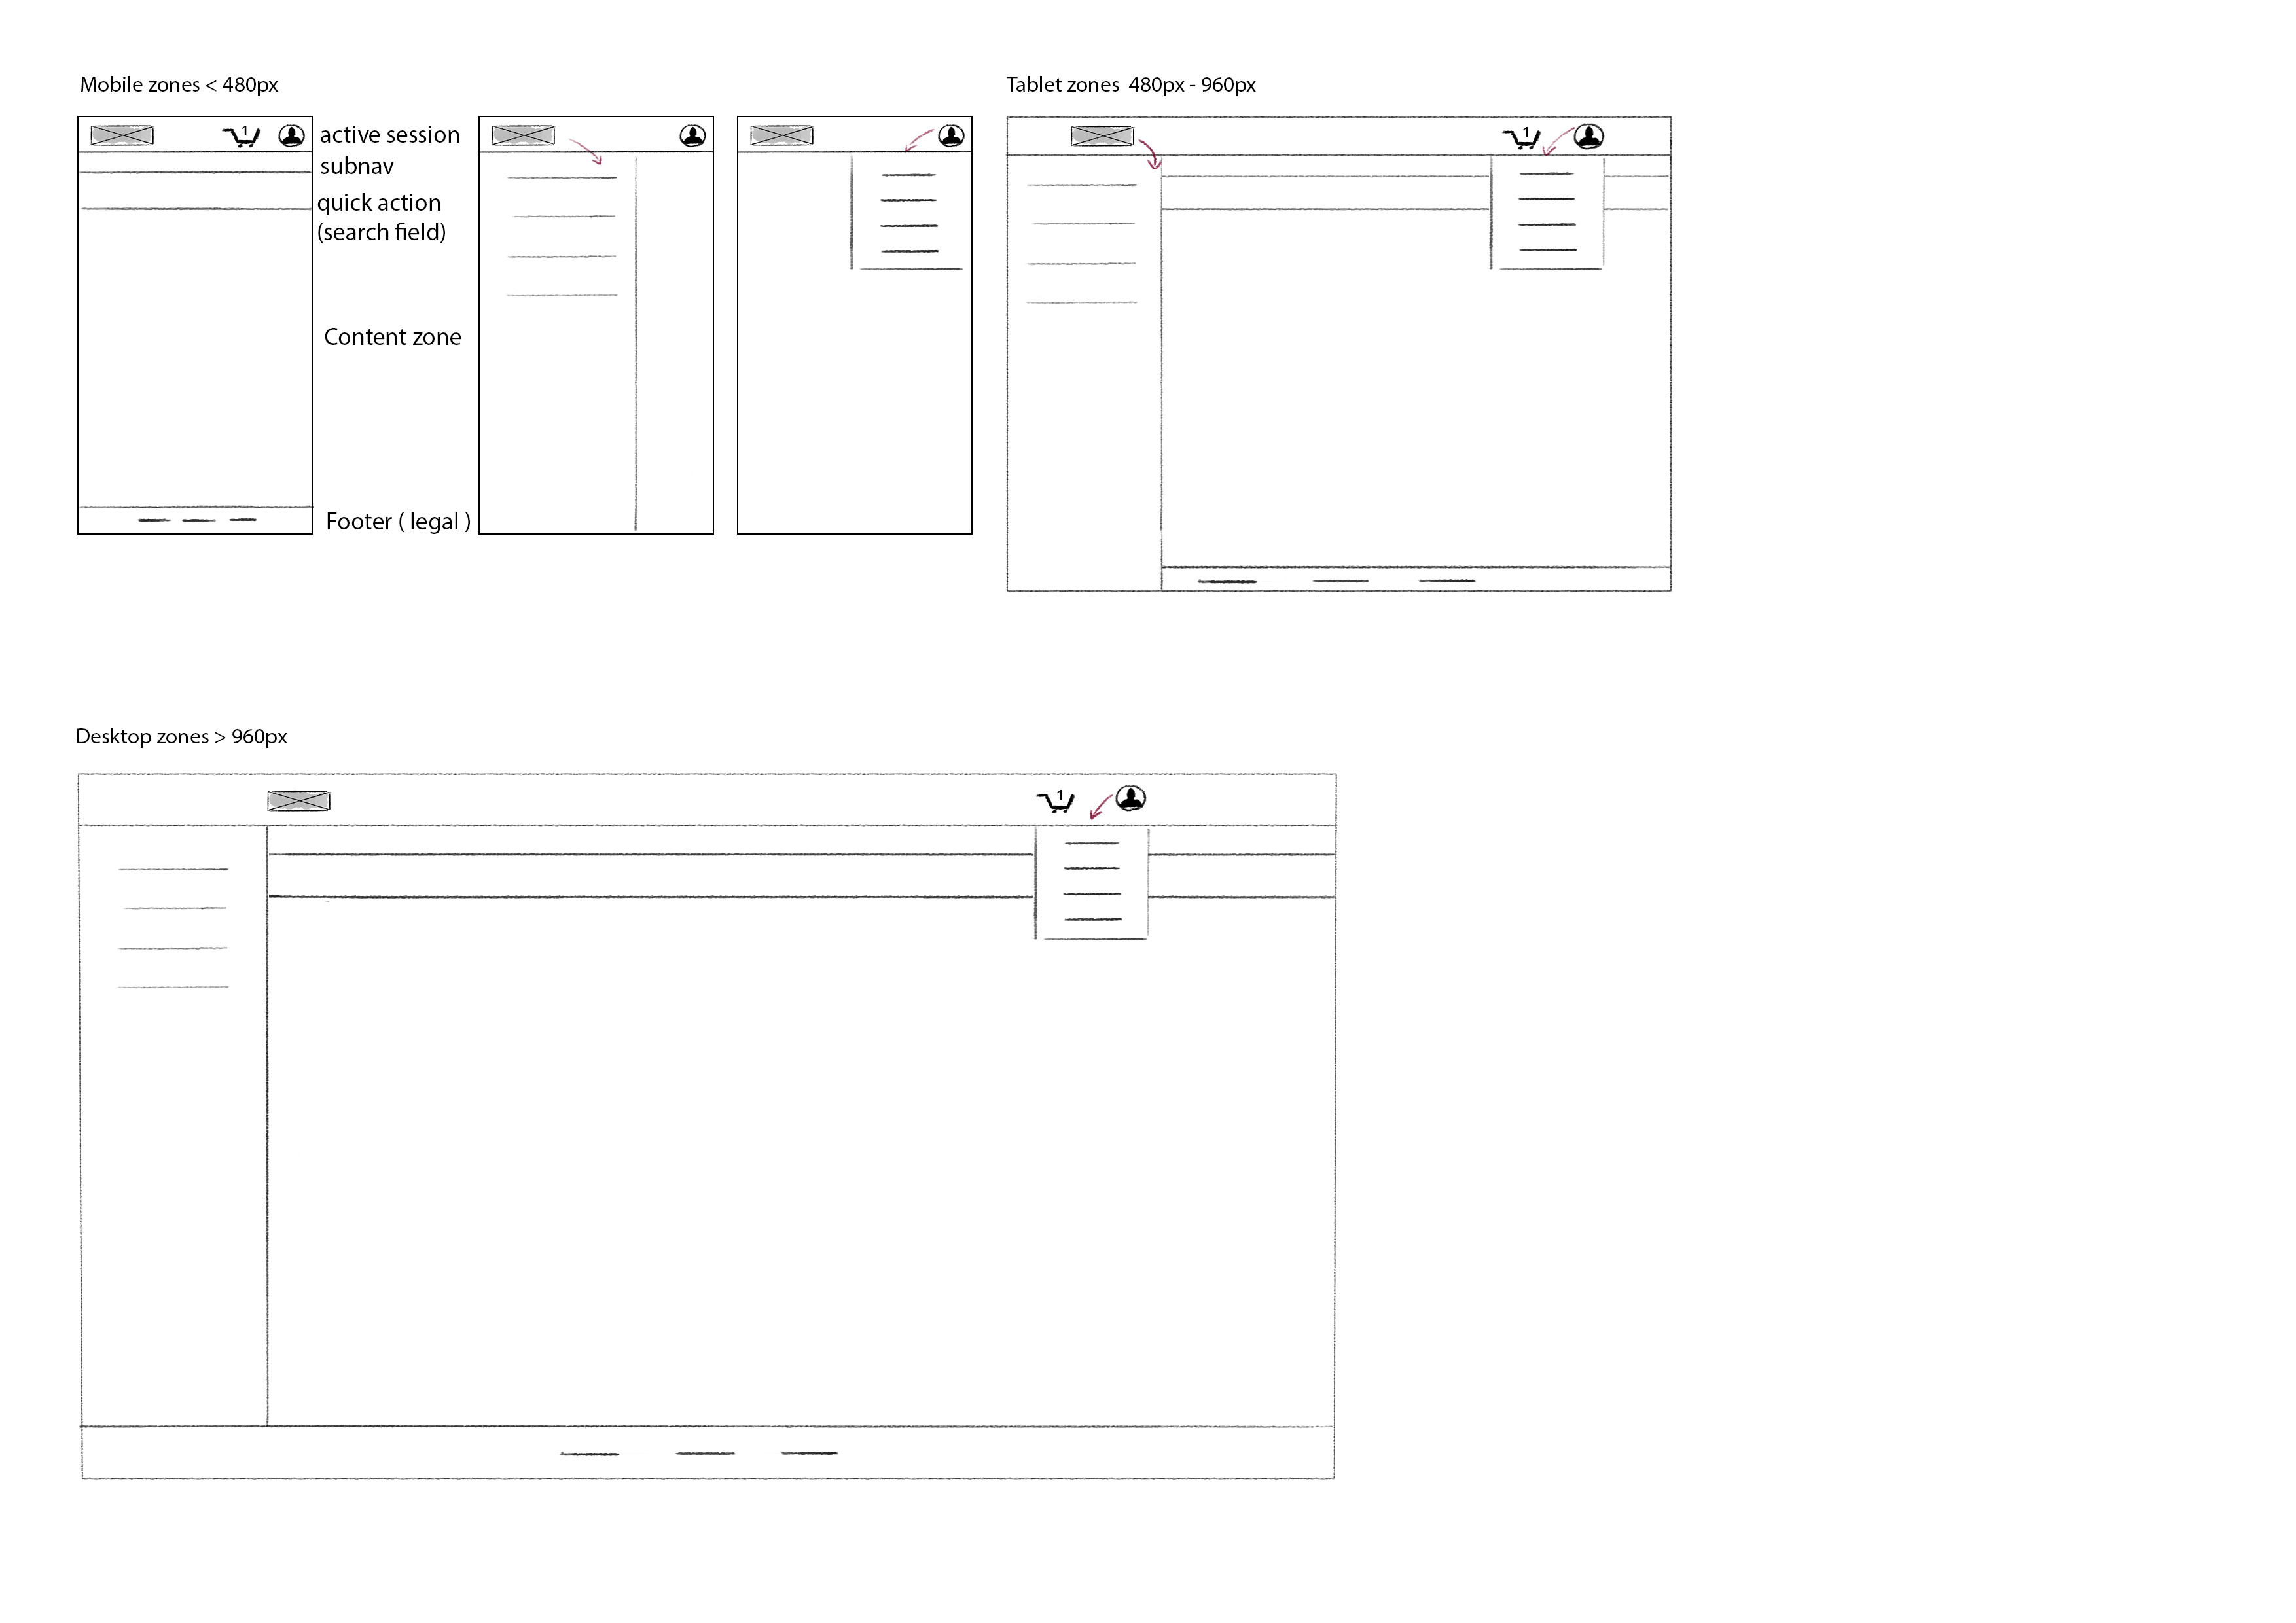 Mobile zones < 480px
1
active session
subnav
quick action
(search field)
Content zone
Footer ( legal )
Tablet zones  480px - 960px
1
Desktop zones > 960px
1